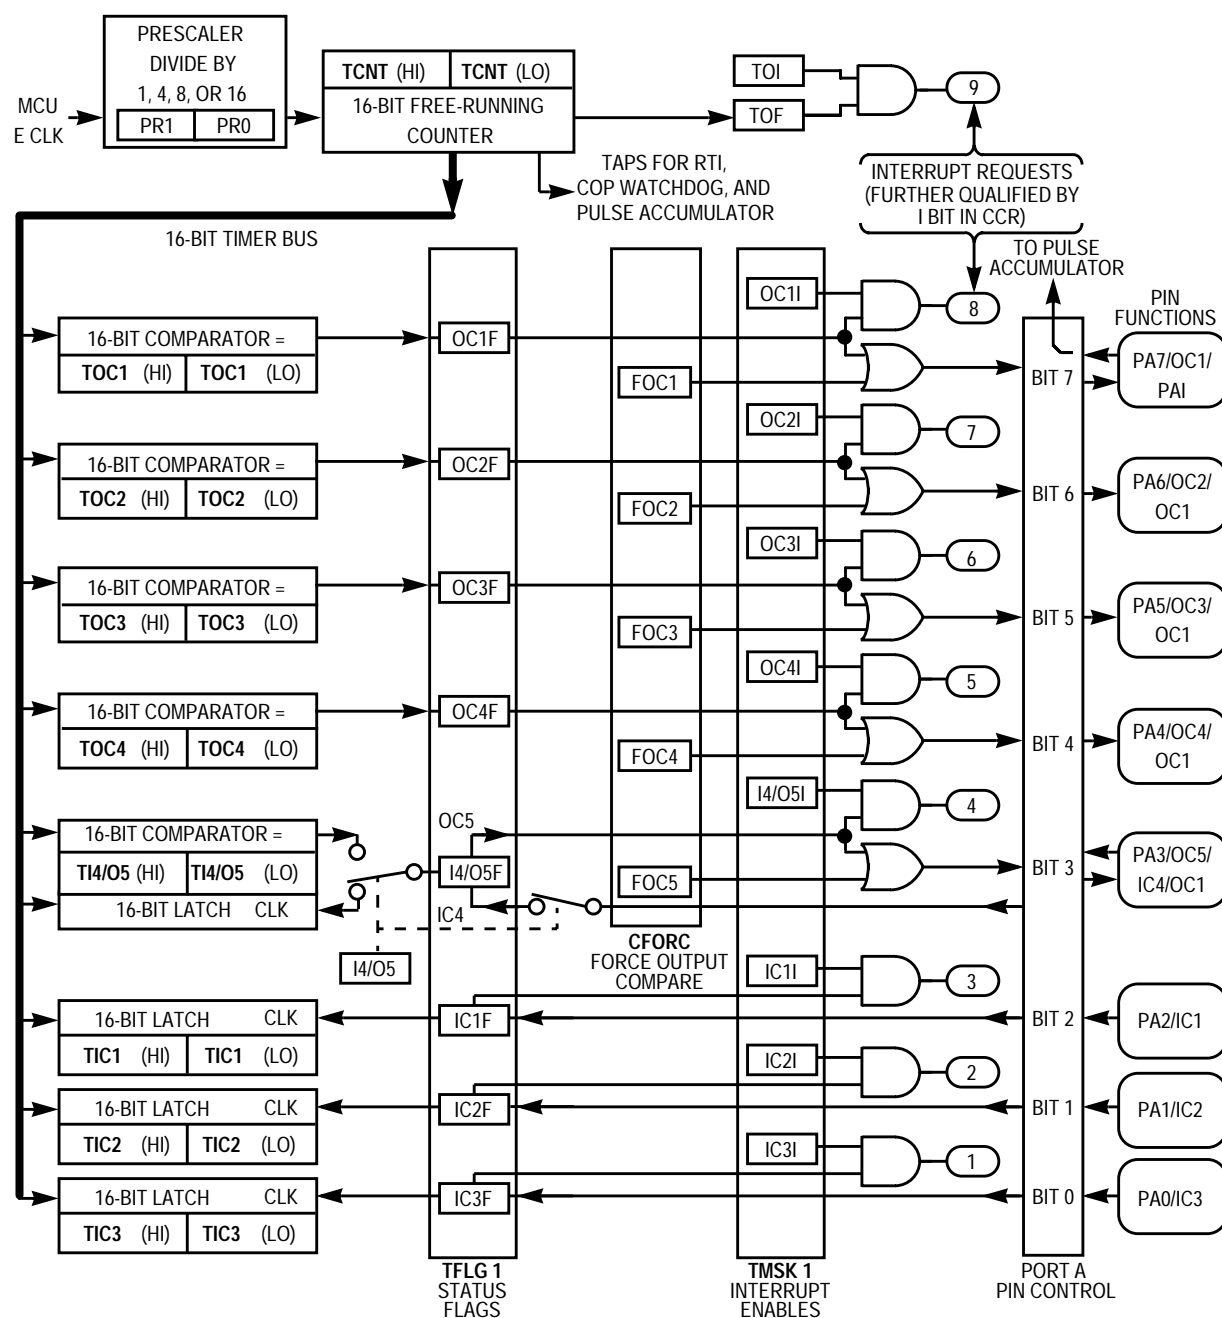 PRESCALER
DIVIDE BY
1, 4, 8, OR 16
PR1 PR0
MCU
E CLK
TCNT (HI) TCNT (LO)
16-BIT FREE-RUNNING
COUNTER
TOI
TOF
9
TAPS FOR RTI,
COP WATCHDOG, AND
PULSE ACCUMULATOR
INTERRUPT REQUESTS
(FURTHER QUALIFIED BY
I BIT IN CCR)
16-BIT TIMER BUS
TO PULSE
ACCUMULATOR
PIN
FUNCTIONS
OC1I
8
16-BIT COMPARATOR =
TOC1 (HI) TOC1 (LO)
OC1F
FOC1
BIT 7
PA7/OC1/
PAI
OC2I
7
16-BIT COMPARATOR =
TOC2 (HI) TOC2 (LO)
OC2F
FOC2
BIT 6
PA6/OC2/
OC1
OC3I
6
16-BIT COMPARATOR =
TOC3 (HI) TOC3 (LO)
OC3F
FOC3
BIT 5
PA5/OC3/
OC1
OC4I
5
16-BIT COMPARATOR =
TOC4 (HI) TOC4 (LO)
OC4F
FOC4
BIT 4
PA4/OC4/
OC1
I4/O5I
4
16-BIT COMPARATOR =
TI4/O5 (HI) TI4/O5 (LO)
16-BIT LATCH CLK
OC5
I4/O5F
IC4
FOC5
BIT 3
PA3/OC5/
IC4/OC1
I4/O5
CFORC
FORCE OUTPUT
COMPARE
IC1I
3
16-BIT LATCH CLK
TIC1 (HI) TIC1 (LO)
IC1F
BIT 2
PA2/IC1
IC2I
2
16-BIT LATCH CLK
TIC2 (HI) TIC2 (LO)
IC2F
BIT 1
PA1/IC2
IC3I
1
16-BIT LATCH CLK
TIC3 (HI) TIC3 (LO)
IC3F
BIT 0
PA0/IC3
TFLG 1
STATUS
FLAGS
TMSK 1
INTERRUPT
ENABLES
PORT A
PIN CONTROL